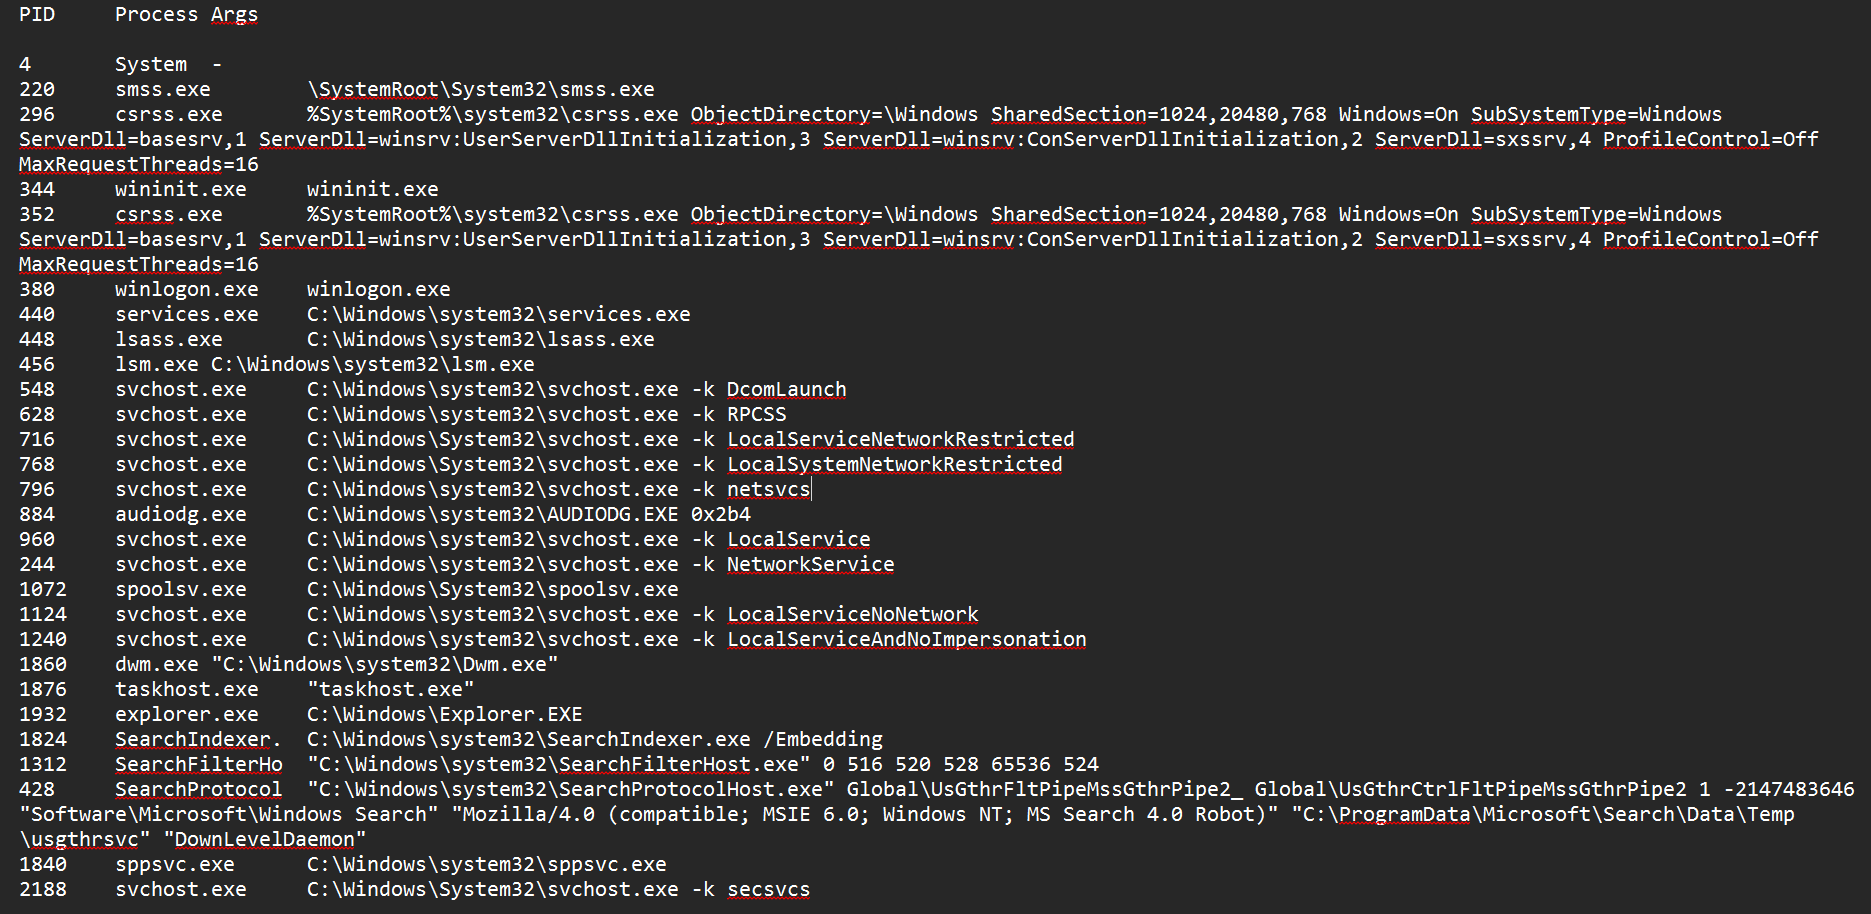 PID	Process	Args

4	System	-
220	smss.exe	\SystemRoot\System32\smss.exe
296	csrss.exe	%SystemRoot%\system32\csrss.exe ObjectDirectory=\Windows SharedSection=1024,20480,768 Windows=On SubSystemType=Windows
ServerDll=basesrv,1 ServerDll=winsrv:UserServerDllInitialization,3 ServerDll=winsrv:ConServerDllInitialization,2 ServerDll=sxssrv,4 ProfileControl=Off
MaxRequestThreads=16
344	wininit.exe	wininit.exe
352	csrss.exe	%SystemRoot%\system32\csrss.exe ObjectDirectory=\Windows SharedSection=1024,20480,768 Windows=On SubSystemType=Windows
ServerDll=basesrv,1 ServerDll=winsrv:UserServerDllInitialization,3 ServerDll=winsrv:ConServerDllInitialization,2 ServerDll=sxssrv,4 ProfileControl=Off
MaxRequestThreads=16
380	winlogon.exe	winlogon.exe
440	services.exe	C:\Windows\system32\services.exe
448	lsass.exe	C:\Windows\system32\lsass.exe
456	lsm.exe	C:\Windows\system32\lsm.exe
548	svchost.exe	C:\Windows\system32\svchost.exe -k DcomLaunch
628	svchost.exe	C:\Windows\system32\svchost.exe -k RPCSS
716	svchost.exe	C:\Windows\System32\svchost.exe -k LocalServiceNetworkRestricted
768	svchost.exe	C:\Windows\System32\svchost.exe -k LocalSystemNetworkRestricted
796	svchost.exe	C:\Windows\system32\svchost.exe -k netsvcs
884	audiodg.exe	C:\Windows\system32\AUDIODG.EXE 0x2b4
960	svchost.exe	C:\Windows\system32\svchost.exe -k LocalService
244	svchost.exe	C:\Windows\system32\svchost.exe -k NetworkService
1072	spoolsv.exe	C:\Windows\System32\spoolsv.exe
1124	svchost.exe	C:\Windows\system32\svchost.exe -k LocalServiceNoNetwork
1240	svchost.exe	C:\Windows\system32\svchost.exe -k LocalServiceAndNoImpersonation
1860	dwm.exe	"C:\Windows\system32\Dwm.exe"
1876	taskhost.exe	"taskhost.exe"
1932	explorer.exe	C:\Windows\Explorer.EXE
1824	SearchIndexer.	C:\Windows\system32\SearchIndexer.exe /Embedding
1312	SearchFilterHo	"C:\Windows\system32\SearchFilterHost.exe" 0 516 520 528 65536 524
428	SearchProtocol	"C:\Windows\system32\SearchProtocolHost.exe" Global\UsGthrFltPipeMssGthrPipe2_ Global\UsGthrCtrlFltPipeMssGthrPipe2 1 -2147483646
"Software\Microsoft\Windows Search" "Mozilla/4.0 (compatible; MSIE 6.0; Windows NT; MS Search 4.0 Robot)" "C:\ProgramData\Microsoft\Search\Data\Temp
\usgthrsvc" "DownLevelDaemon"
1840	sppsvc.exe	C:\Windows\system32\sppsvc.exe
2188	svchost.exe	C:\Windows\System32\svchost.exe -k secsvcs